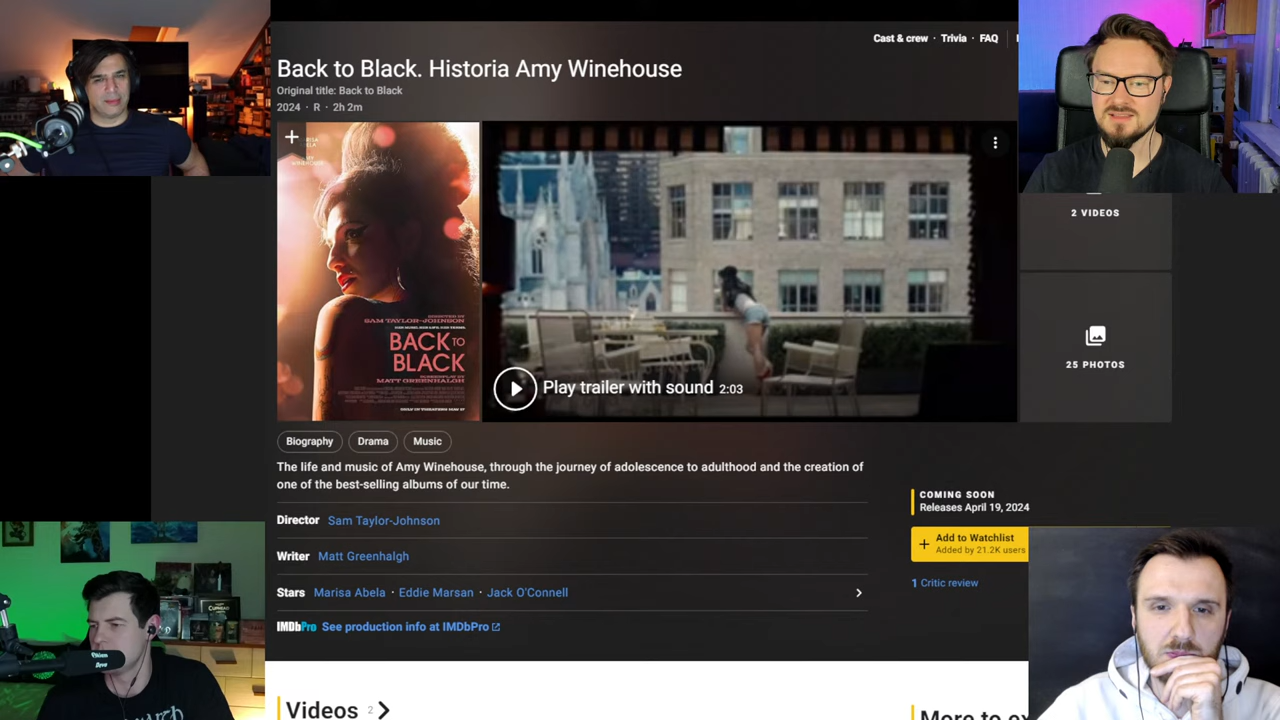 Cast & crew · Trivia · FAQ
Back to Black. Historia Amy Winehouse
Original title: Back to Black
2024 · R · 2h 2m
SAM TAYLOR-JOHNSON
BACK TO
BLACK
MATT GREENHALGH
Play trailer with sound 2:03
2 VIDEOS
25 PHOTOS
Biography
Drama
Music
The life and music of Amy Winehouse, through the journey of adolescence to adulthood and the creation of
one of the best-selling albums of our time.
Director Sam Taylor-Johnson
Writer Matt Greenhalgh
Stars Marisa Abela · Eddie Marsan · Jack O'Connell
IMDbPro See production info at IMDbPro
COMING SOON
Releases April 19, 2024
Add to Watchlist
Added by 21.2K users
1 Critic review
Videos 2
More to